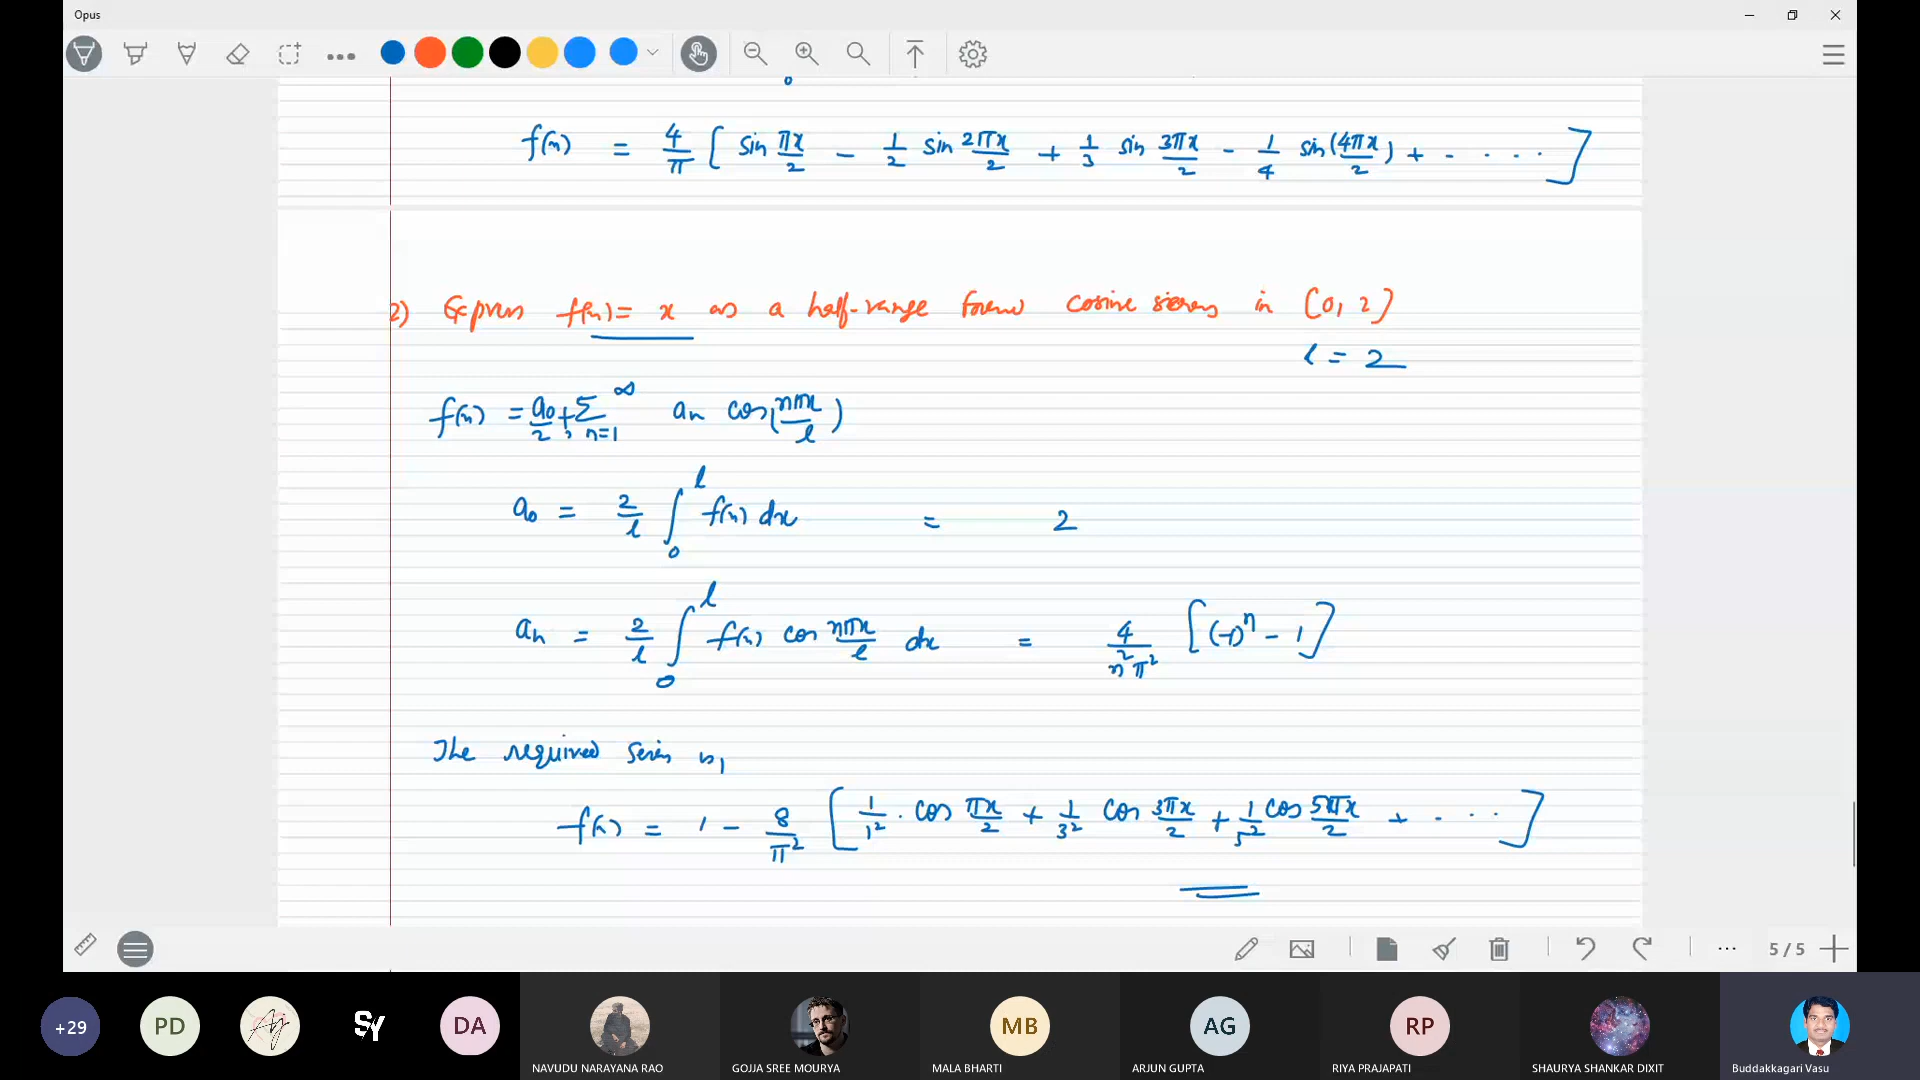 Opus
f(x) = 4/π [ sin πx/2 - 1/2 sin 2πx/2 + 1/3 sin 3πx/2 - 1/4 sin(4πx/2) + - .... ]
2) Express f(x) = x as a half-range cosine series in [0, 2]
l = 2
f(x) = a0/2 + Σ n=1 ∞ an cos(nπx/l)
a0 = 2/l ∫ 0 l f(x) dx = 2
an = 2/l ∫ 0 l f(x) cos nπx/l dx = 4/n²π² [(-1)^n - 1]
The required series is,
f(x) = 1 - 8/π² [ 1/1² . cos πx/2 + 1/3² cos 3πx/2 + 1/5² cos 5πx/2 + - ... ]
5 / 5
+29
PD
SY
DA
MB
AG
RP
NAVUDU NARAYANA RAO
GOJJA SREE MOURYA
MALA BHARTI
ARJUN GUPTA
RIYA PRAJAPATI
SHAURYA SHANKAR DIXIT
Buddakkagari Vasu